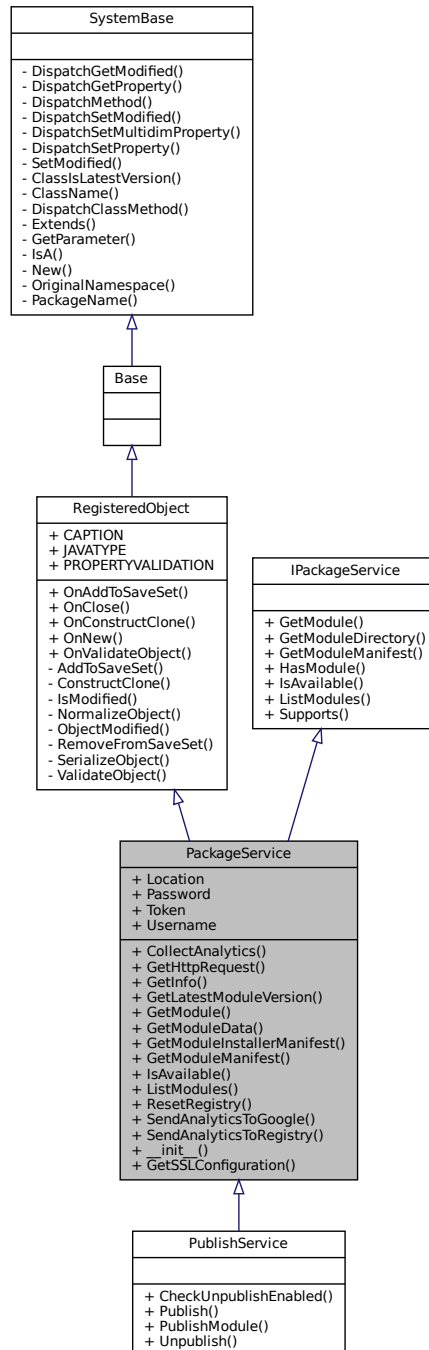 SystemBase
- DispatchGetModified()
- DispatchGetProperty()
- DispatchMethod()
- DispatchSetModified()
- DispatchSetMultidimProperty()
- DispatchSetProperty()
- SetModified()
- ClassIsLatestVersion()
- ClassName()
- DispatchClassMethod()
- Extends()
- GetParameter()
- IsA()
- New()
- OriginalNamespace()
- PackageName()
Base
RegisteredObject
+ CAPTION
+ JAVATYPE
+ PROPERTYVALIDATION
+ OnAddToSaveSet()
+ OnClose()
+ OnConstructClone()
+ OnNew()
+ OnValidateObject()
- AddToSaveSet()
- ConstructClone()
- IsModified()
- NormalizeObject()
- ObjectModified()
- RemoveFromSaveSet()
- SerializeObject()
- ValidateObject()
IPackageService
+ GetModule()
+ GetModuleDirectory()
+ GetModuleManifest()
+ HasModule()
+ IsAvailable()
+ ListModules()
+ Supports()
PackageService
+ Location
+ Password
+ Token
+ Username
+ CollectAnalytics()
+ GetHttpRequest()
+ GetInfo()
+ GetLatestModuleVersion()
+ GetModule()
+ GetModuleData()
+ GetModuleInstallerManifest()
+ GetModuleManifest()
+ IsAvailable()
+ ListModules()
+ ResetRegistry()
+ SendAnalyticsToGoogle()
+ SendAnalyticsToRegistry()
+ __init__()
+ GetSSLConfiguration()
PublishService
+ CheckUnpublishEnabled()
+ Publish()
+ PublishModule()
+ Unpublish()